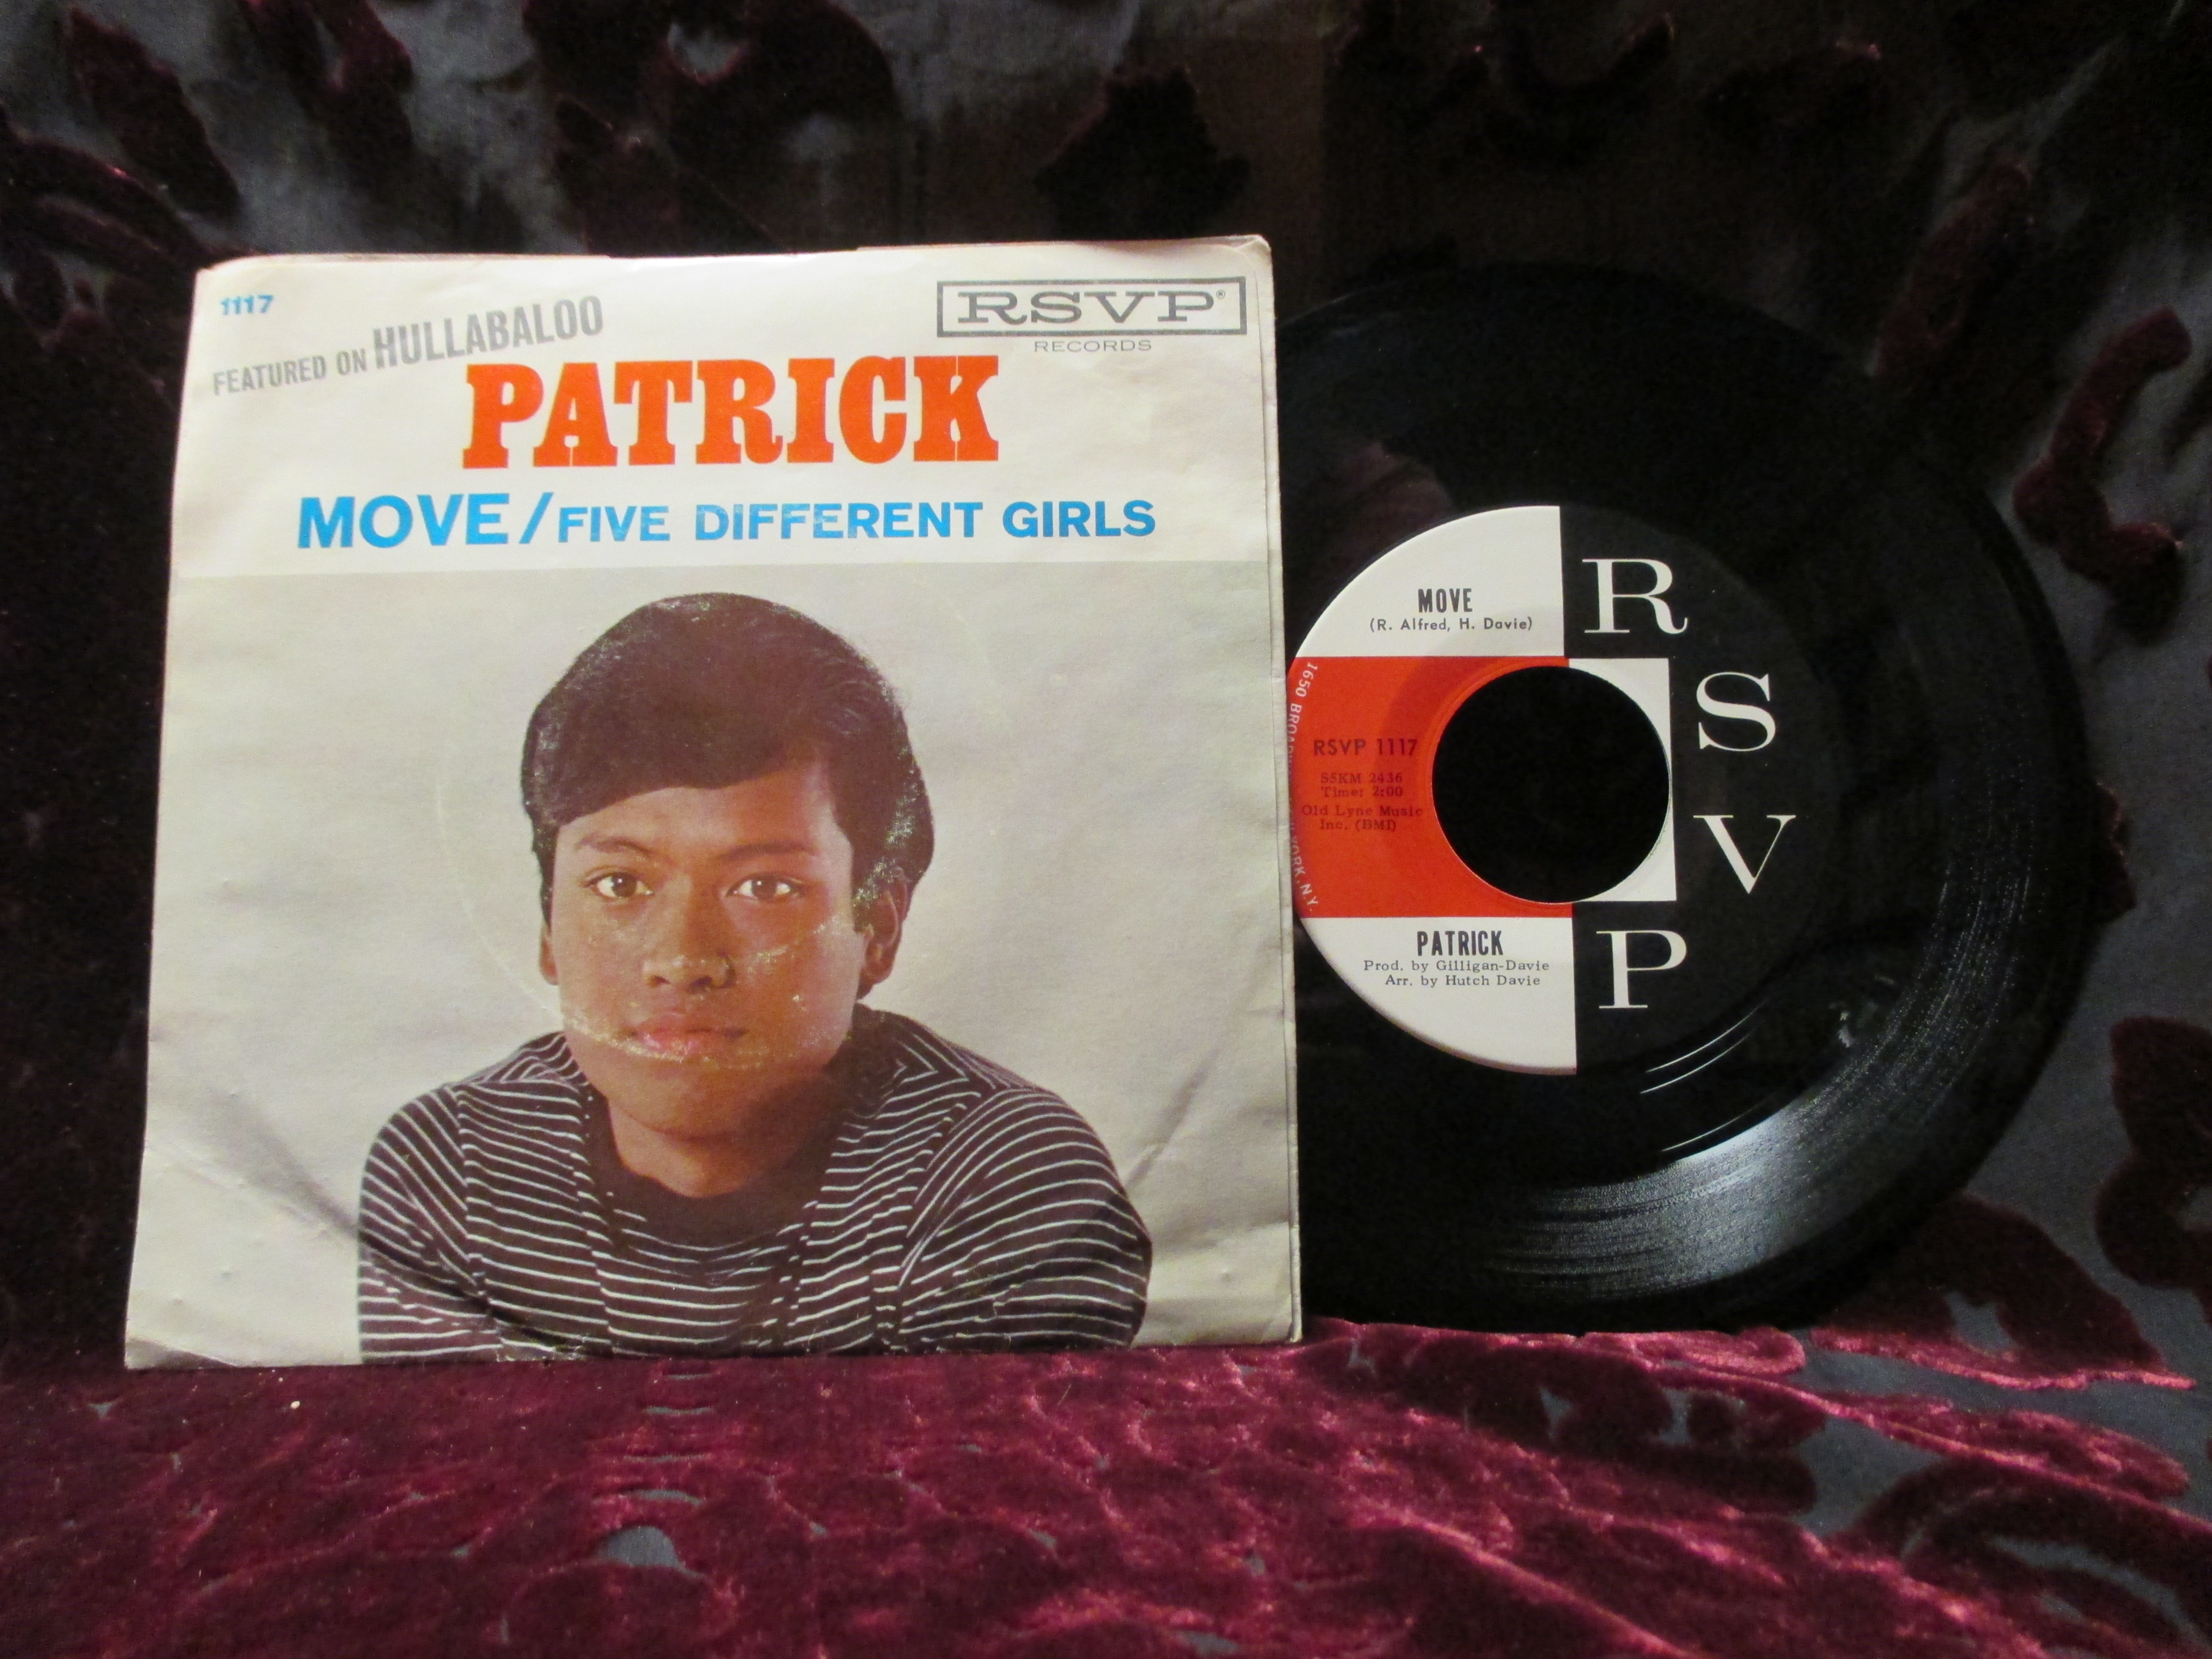 1117
FEATURED ON HULLABALOO
RSVP®
RECORDS
PATRICK
MOVE/FIVE DIFFERENT GIRLS
MOVE
(R. Alfred, H. Davie)
R
S
V
P
RSVP 1117
S5KM 2436
Timer 2:00
Old Lyne Music
Inc. (BMI)
PATRICK
Prod. by Gilligan-Davie
Arr. by Hutch Davie
1650 N.Y.